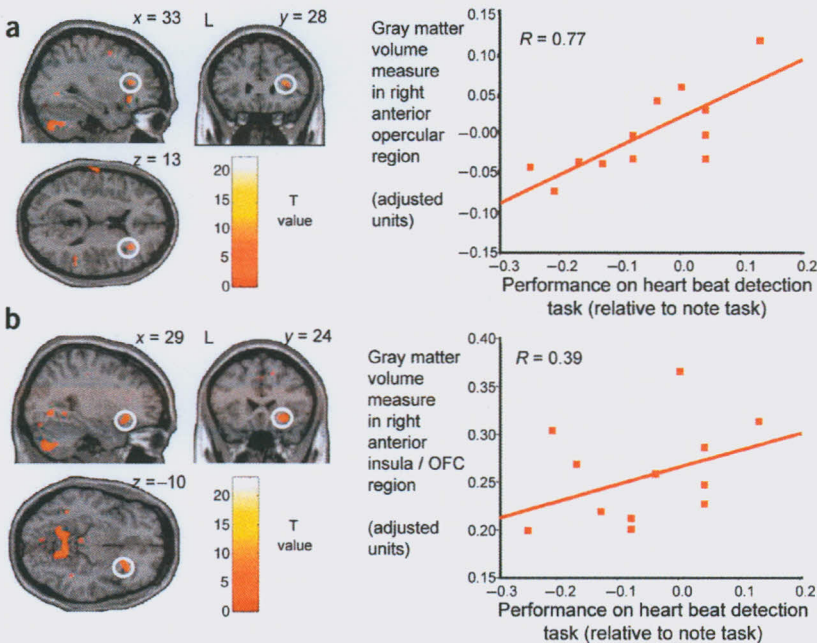 a
x = 33
L
y = 28
z = 13
20
15
10
5
0
T
value
Gray matter
volume
measure
in right
anterior
opercular
region
(adjusted
units)
R = 0.77
0.15
0.10
0.05
−0.00
−0.05
−0.10
−0.15
−0.3 −0.2 −0.1 0.0 0.1 0.2
Performance on heart beat detection
task (relative to note task)
b
x = 29
L
y = 24
z = −10
20
15
10
5
0
T
value
Gray matter
volume
measure
in right
anterior
insula / OFC
region
(adjusted
units)
R = 0.39
0.40
0.35
0.30
0.25
0.20
0.15
−0.3 −0.2 −0.1 0.0 0.1 0.2
Performance on heart beat detection
task (relative to note task)